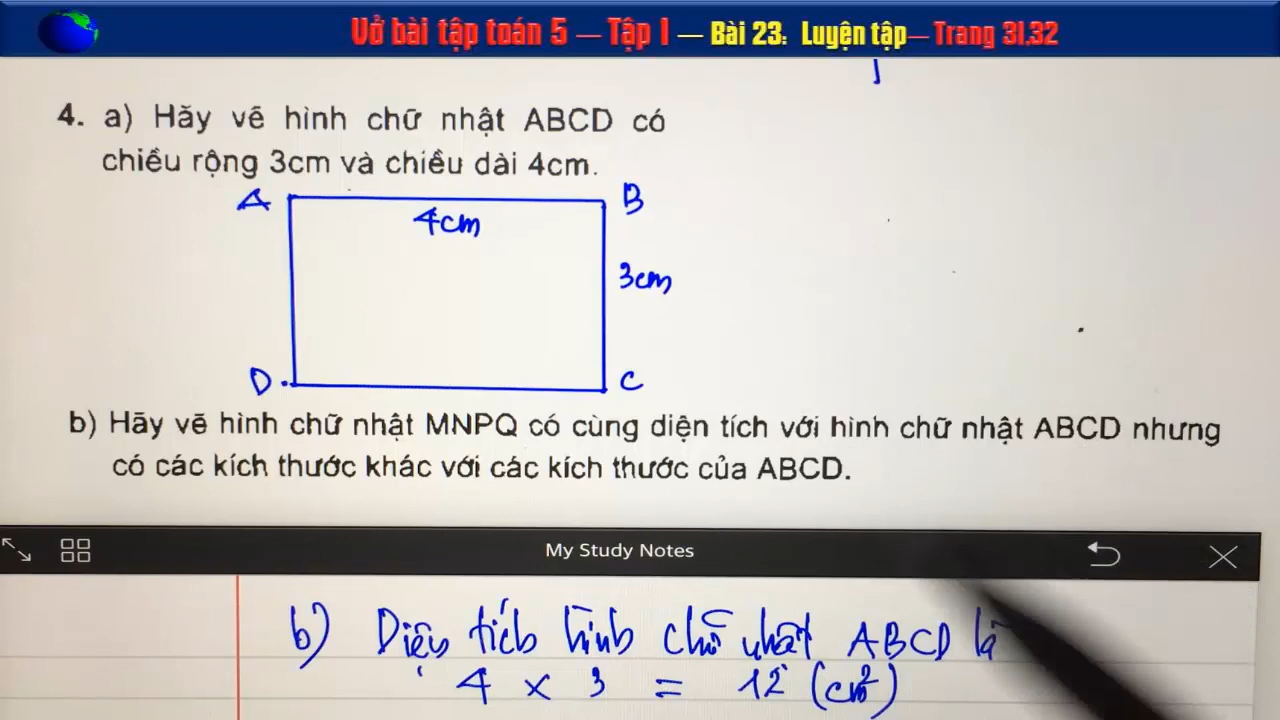 Vở bài tập toán 5 – Tập 1 – Bài 23: Luyện tập – Trang 31,32
4. a) Hãy vẽ hình chữ nhật ABCD có
chiều rộng 3cm và chiều dài 4cm.
A B
4cm
3cm
D C
b) Hãy vẽ hình chữ nhật MNPQ có cùng diện tích với hình chữ nhật ABCD nhưng
có các kích thước khác với các kích thước của ABCD.
My Study Notes
b) Diện tích hình chữ nhật ABCD là
4 x 3 = 12 (cm²)